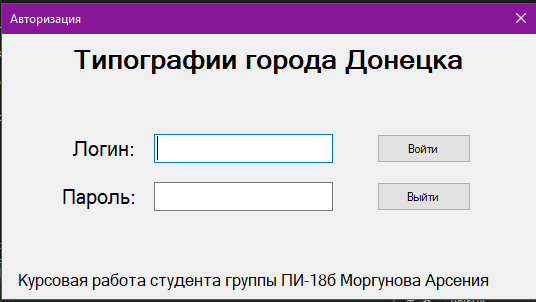 Авторизация
Типографии города Донецка
Логин:
Войти
Пароль:
Выйти
Курсовая работа студента группы ПИ-18б Моргунова Арсения